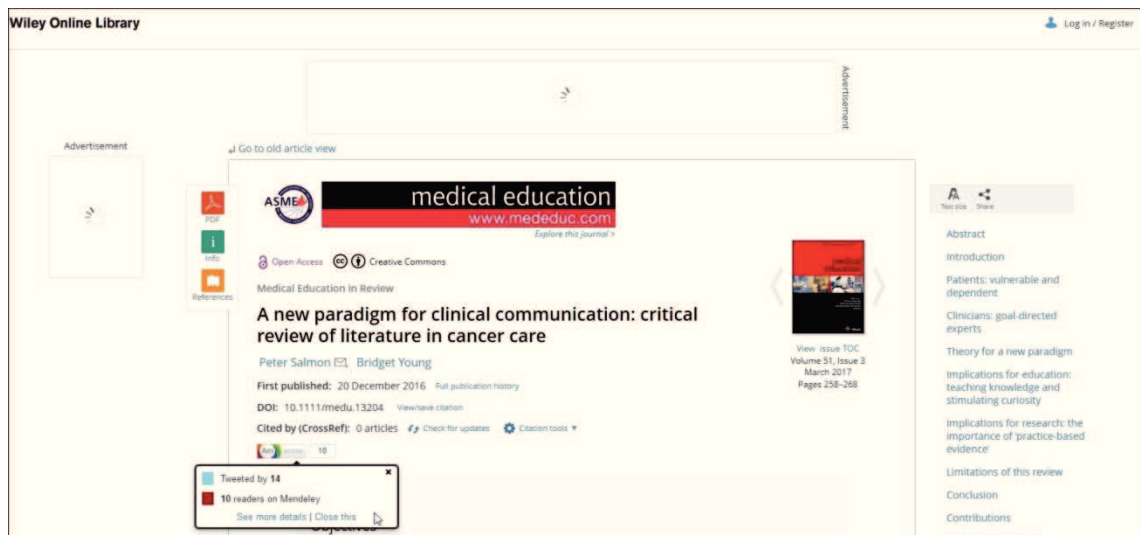 Wiley Online Library
Log in / Register
Advertisement
Advertisement
Go to old article view
PDF
Info
References
ASME
medical education
www.mededuc.com
Explore this journal >
Open Access
cc
Creative Commons
Medical Education in Review
A new paradigm for clinical communication: critical
review of literature in cancer care
Peter Salmon
Bridget Young
First published: 20 December 2016 Full publication history
DOI: 10.1111/medu.13204 View/save citation
Cited by (CrossRef): 0 articles Check for updates Citation tools
Am score 10
Tweeted by 14
10 readers on Mendeley
See more details | Close this
x
Objectives
medical
education
View issue TOC
Volume 51, Issue 3
March 2017
Pages 258–268
Text size Share
Abstract
Introduction
Patients: vulnerable and
dependent
Clinicians: goal-directed
experts
Theory for a new paradigm
Implications for education:
teaching knowledge and
stimulating curiosity
Implications for research: the
importance of 'practice-based
evidence'
Limitations of this review
Conclusion
Contributions